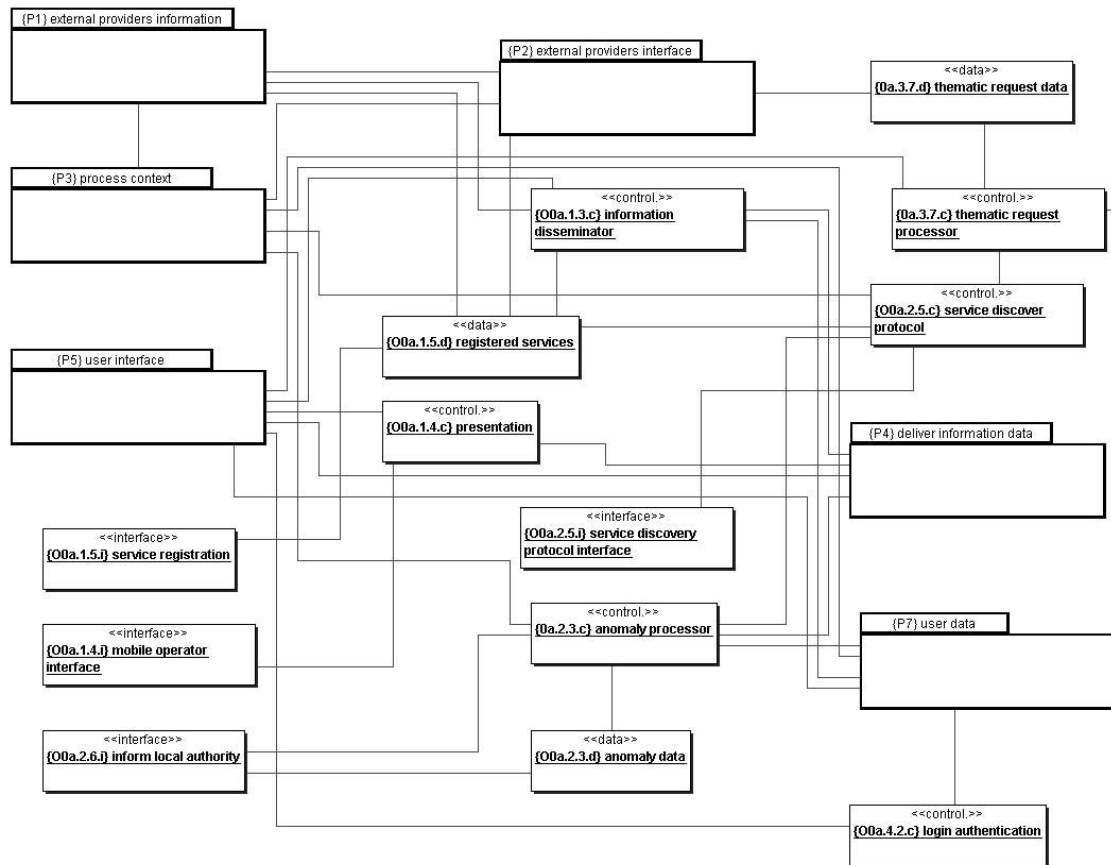 {P1} external providers information
{P2} external providers interface
<<data>>
{0a.3.7.d} thematic request data
{P3} process context
<<control.>>
{O0a.1.3.c} information
disseminator
<<control.>>
{0a.3.7.c} thematic request
processor
<<control.>>
{O0a.2.5.c} service discover
protocol
<<data>>
{O0a.1.5.d} registered services
{P5} user interface
<<control.>>
{O0a.1.4.c} presentation
{P4} deliver information data
<<interface>>
{O0a.2.5.i} service discovery
protocol interface
<<interface>>
{O0a.1.5.i} service registration
<<control.>>
{0a.2.3.c} anomaly processor
{P7} user data
<<interface>>
{O0a.1.4.i} mobile operator
interface
<<interface>>
{O0a.2.6.i} inform local authority
<<data>>
{O0a.2.3.d} anomaly data
<<control.>>
{O0a.4.2.c} login authentication